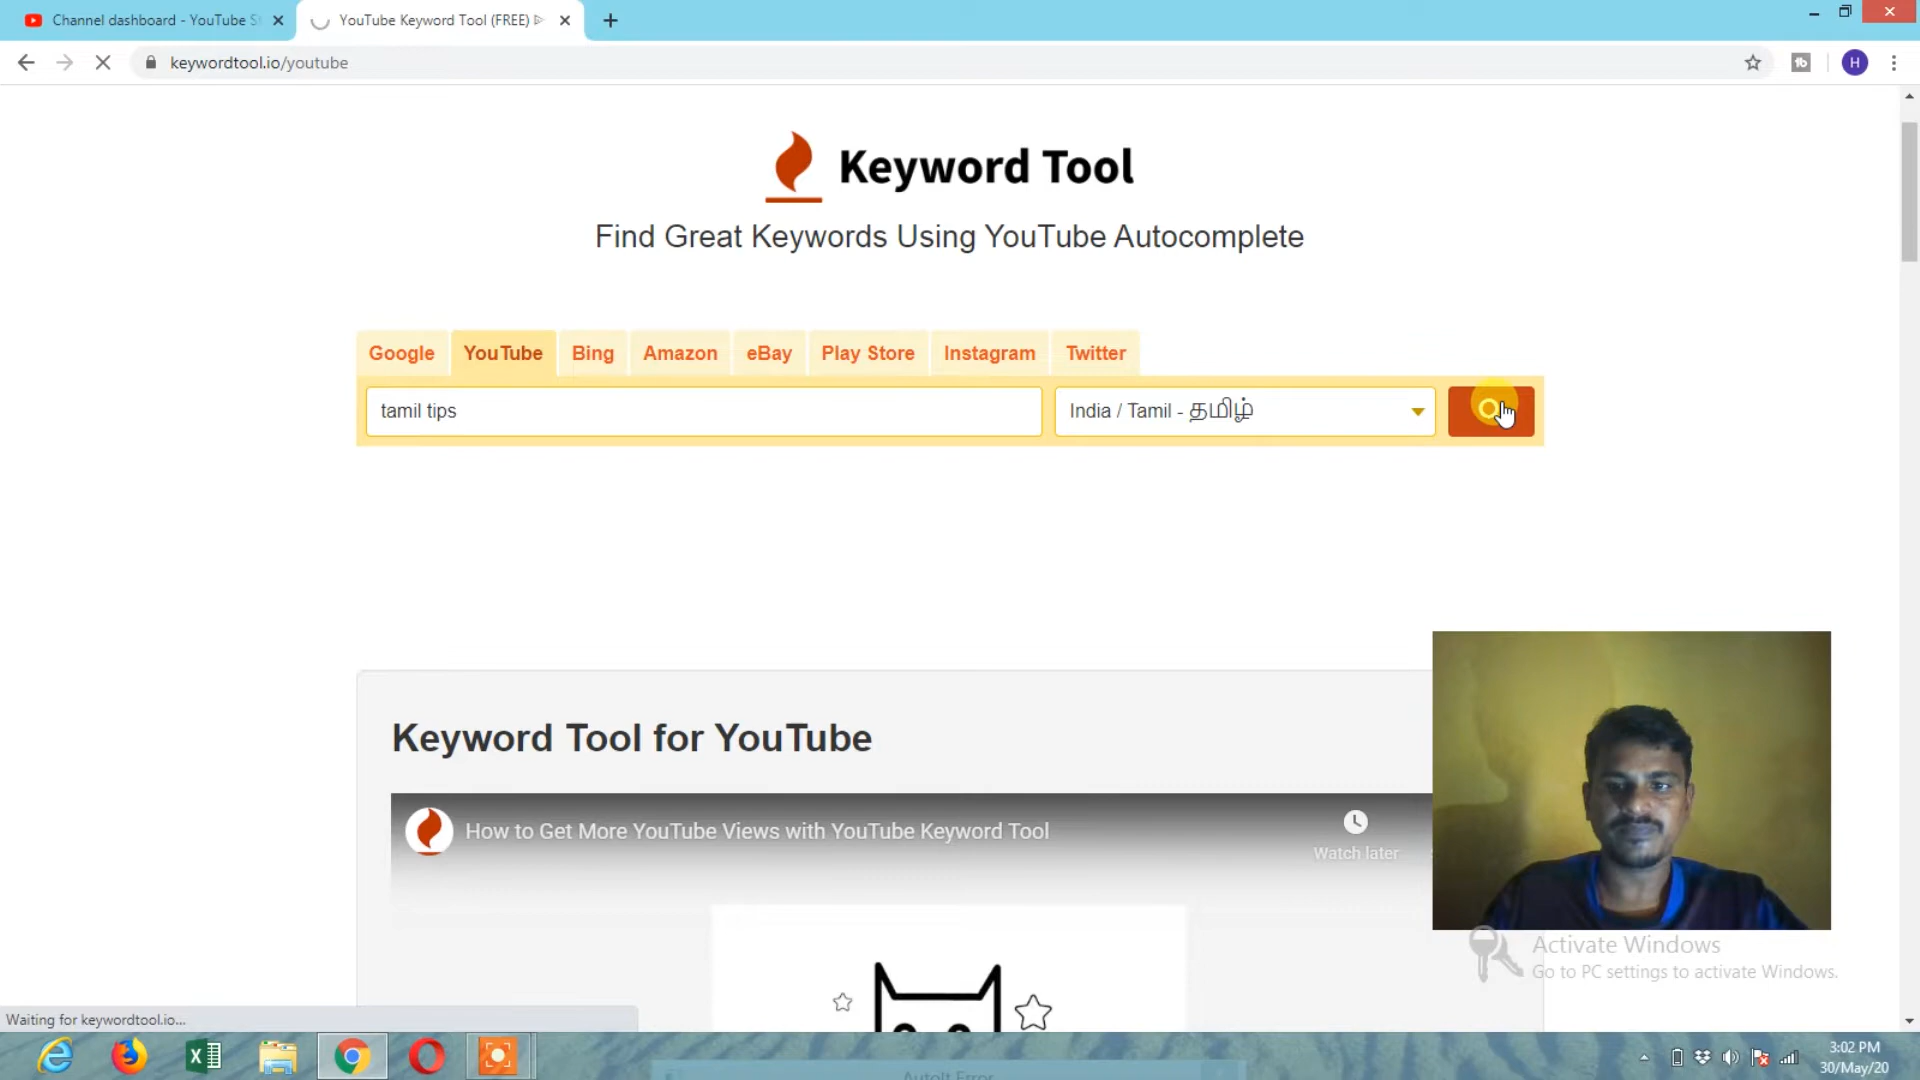 Channel dashboard - YouTube S
YouTube Keyword Tool (FREE)
keywordtool.io/youtube
H
Keyword Tool
Find Great Keywords Using YouTube Autocomplete
Google YouTube Bing Amazon eBay Play Store Instagram Twitter
tamil tips
India / Tamil - தமிழ்
Keyword Tool for YouTube
How to Get More YouTube Views with YouTube Keyword Tool
Watch later
Activate Windows
Go to PC settings to activate Windows.
Waiting for keywordtool.io...
AutoIt Error
3:02 PM
30/May/20